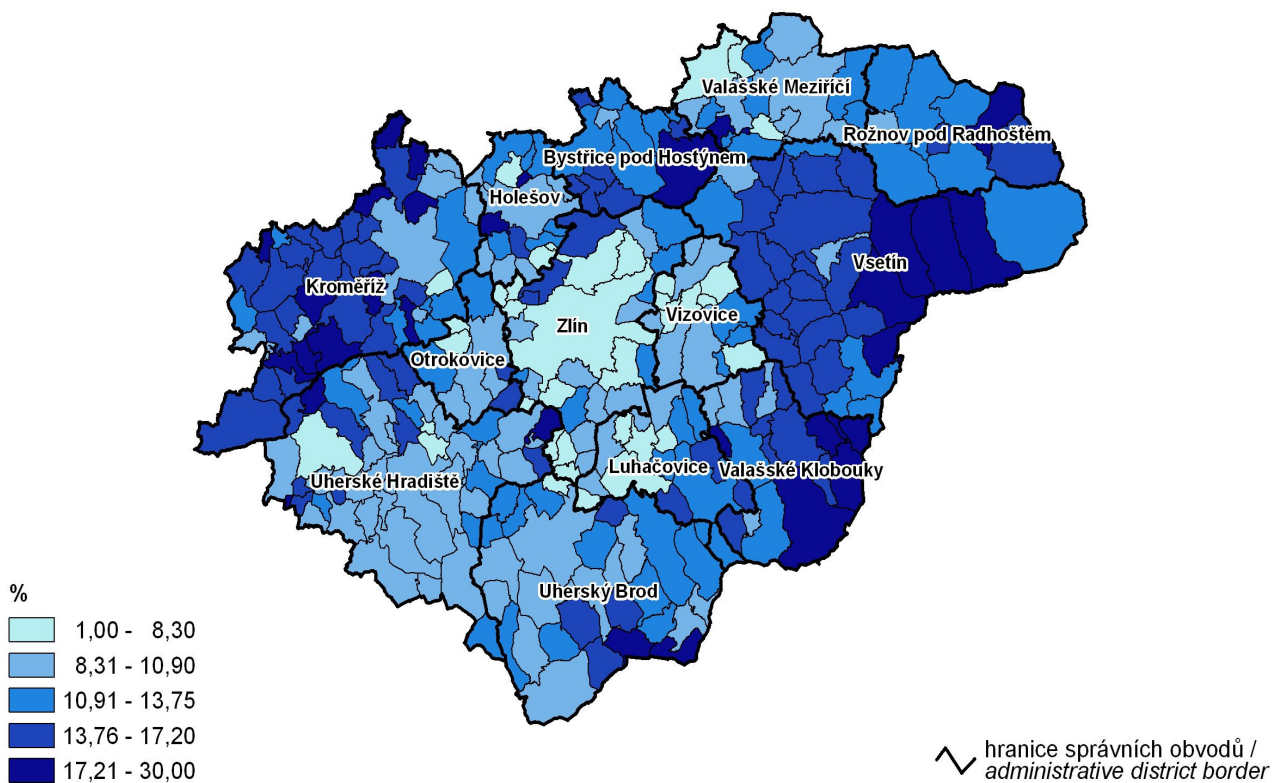 Valašské Meziříčí
Rožnov pod Radhoštěm
Bystřice pod Hostýnem
Holešov
Vsetín
Kroměříž
Vizovice
Zlín
Otrokovice
Luhačovice
Valašské Klobouky
Uherské Hradiště
Uherský Brod
%
1,00 - 8,30
8,31 - 10,90
10,91 - 13,75
13,76 - 17,20
17,21 - 30,00
hranice správních obvodů /
administrative district border